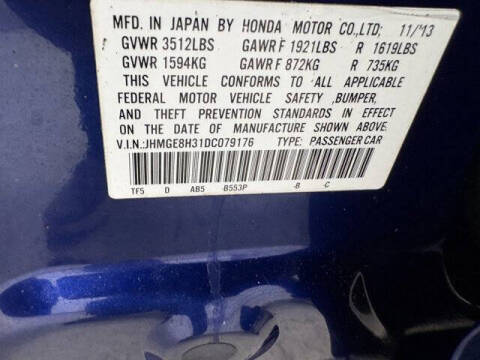 MFD. IN JAPAN BY HONDA MOTOR CO.,LTD; 11/'13
GVWR 3512LBS GAWR F 1921LBS R 1619LBS
GVWR 1594KG GAWR F 872KG R 735KG
THIS VEHICLE CONFORMS TO ALL APPLICABLE
FEDERAL MOTOR VEHICLE SAFETY ,BUMPER,
AND THEFT PREVENTION STANDARDS IN EFFECT
ON THE DATE OF MANUFACTURE SHOWN ABOVE.
V.I.N.:JHMGE8H31DC079176 TYPE: PASSENGER CAR
TF5 D AB5 -B553P -B -C